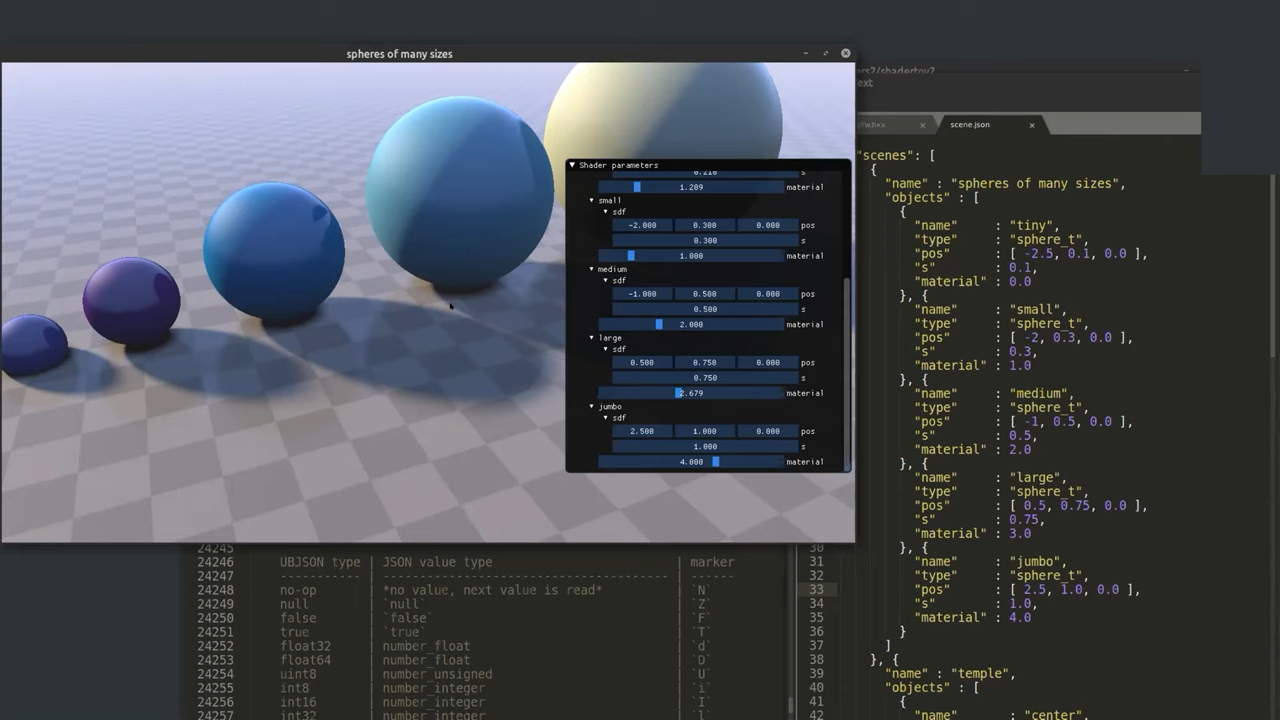 spheres of many sizes
Shader parameters
s
1.209 material
small
sdf
-2.000 0.300 0.000 pos
0.300 s
1.000 material
medium
sdf
-1.000 0.500 0.000 pos
0.500 s
2.000 material
large
sdf
0.500 0.750 0.000 pos
0.750 s
2.679 material
jumbo
sdf
2.500 1.000 0.000 pos
1.000 s
4.000 material
ext
scene.json
"scenes": [
{
"name" : "spheres of many sizes",
"objects" : [
{
"name" : "tiny",
"type" : "sphere_t",
"pos" : [ -2.5, 0.1, 0.0 ],
"s" : 0.1,
"material" : 0.0
}, {
"name" : "small",
"type" : "sphere_t",
"pos" : [ -2, 0.3, 0.0 ],
"s" : 0.3,
"material" : 1.0
}, {
"name" : "medium",
"type" : "sphere_t",
"pos" : [ -1, 0.5, 0.0 ],
"s" : 0.5,
"material" : 2.0
}, {
"name" : "large",
"type" : "sphere_t",
"pos" : [ 0.5, 0.75, 0.0 ],
"s" : 0.75,
"material" : 3.0
}, {
"name" : "jumbo",
"type" : "sphere_t",
"pos" : [ 2.5, 1.0, 0.0 ],
"s" : 1.0,
"material" : 4.0
}
]
}, {
"name" : "temple",
"objects" : [
{
"name" : "center",
30
31
32
33
34
35
36
37
38
39
40
41
42
24245
24246 UBJSON type | JSON value type | marker
24247
24248 no-op | *no value, next value is read* | `N`
24249 null | `null` | `Z`
24250 false | `false` | `F`
24251 true | `true` | `T`
24252 float32 | number_float | `d`
24253 float64 | number_float | `D`
24254 uint8 | number_unsigned | `U`
24255 int8 | number_integer | `i`
24256 int16 | number_integer | `I`
24257 int32 | number_integer | `l`